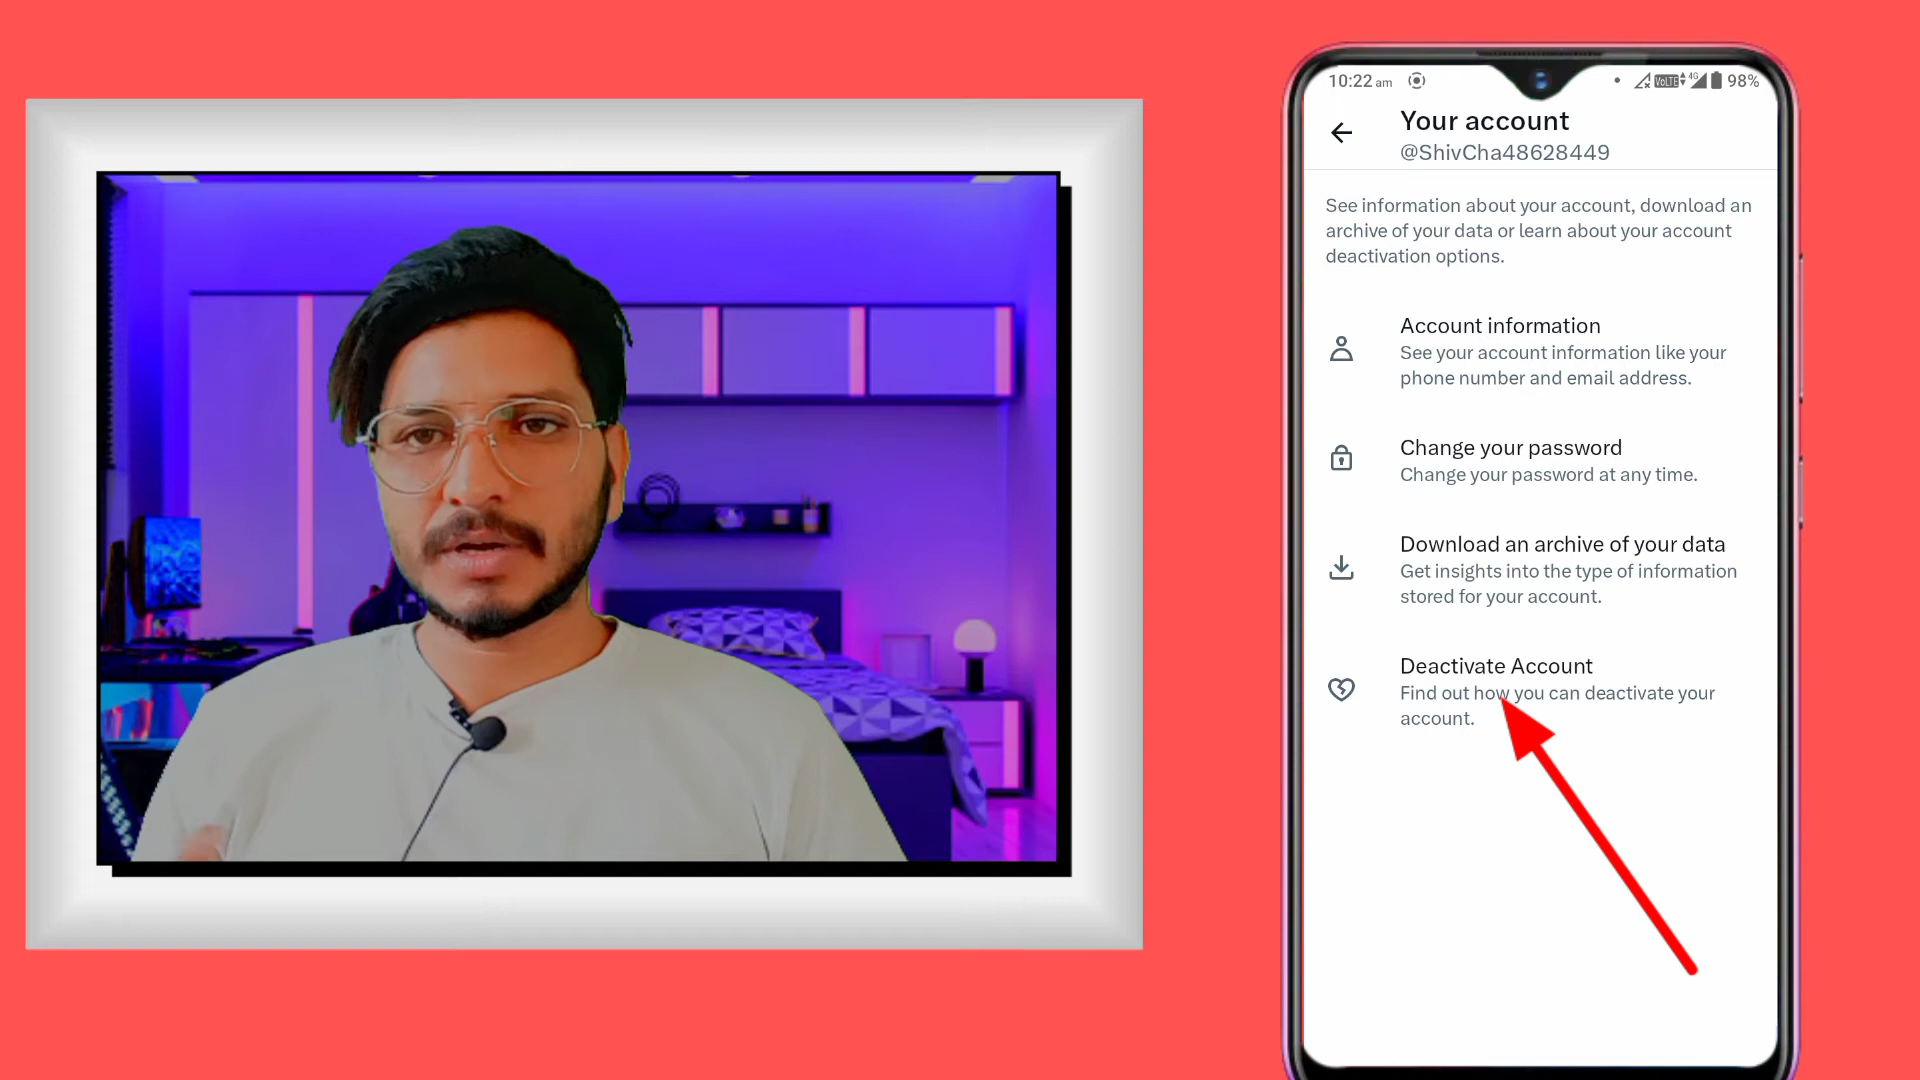 10:22 am
VoLTE 4G 98%
Your account
@ShivCha48628449
See information about your account, download an
archive of your data or learn about your account
deactivation options.
Account information
See your account information like your
phone number and email address.
Change your password
Change your password at any time.
Download an archive of your data
Get insights into the type of information
stored for your account.
Deactivate Account
Find out how you can deactivate your
account.